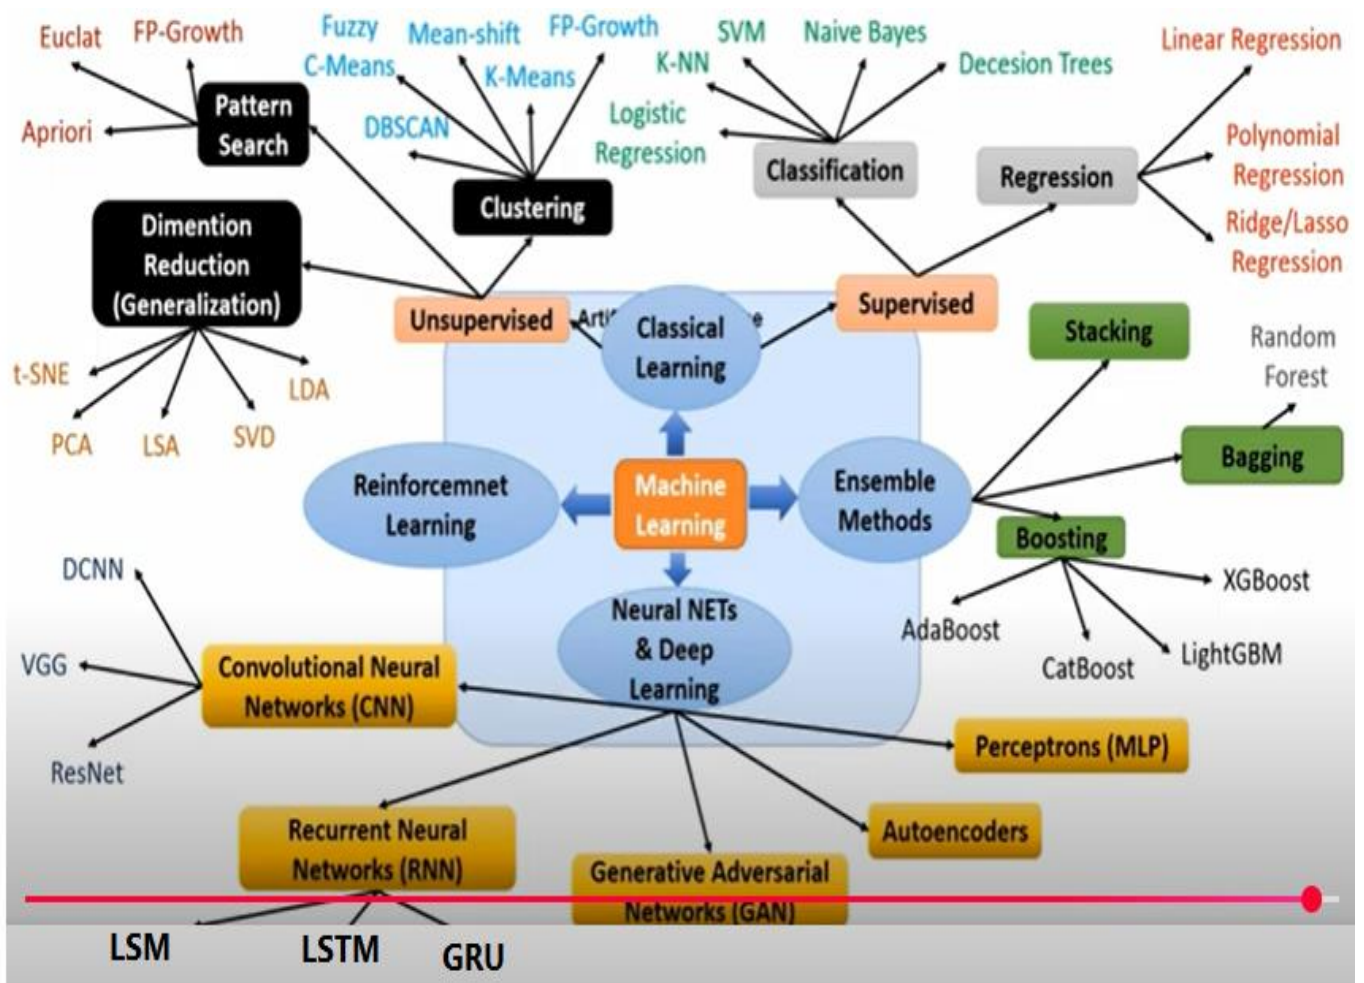 Euclat
FP-Growth
Apriori
Pattern
Search
Fuzzy
C-Means
Mean-shift
FP-Growth
K-Means
DBSCAN
Clustering
SVM
Naive Bayes
K-NN
Decesion Trees
Logistic
Regression
Classification
Linear Regression
Polynomial
Regression
Ridge/Lasso
Regression
Regression
Dimention
Reduction
(Generalization)
t-SNE
PCA
LSA
SVD
LDA
Unsupervised
Classical
Learning
Supervised
Stacking
Random
Forest
Bagging
Reinforcemnet
Learning
Machine
Learning
Ensemble
Methods
Boosting
XGBoost
AdaBoost
CatBoost
LightGBM
Neural NETs
& Deep
Learning
DCNN
VGG
ResNet
Convolutional Neural
Networks (CNN)
Perceptrons (MLP)
Autoencoders
Recurrent Neural
Networks (RNN)
Generative Adversarial
Networks (GAN)
LSM
LSTM
GRU